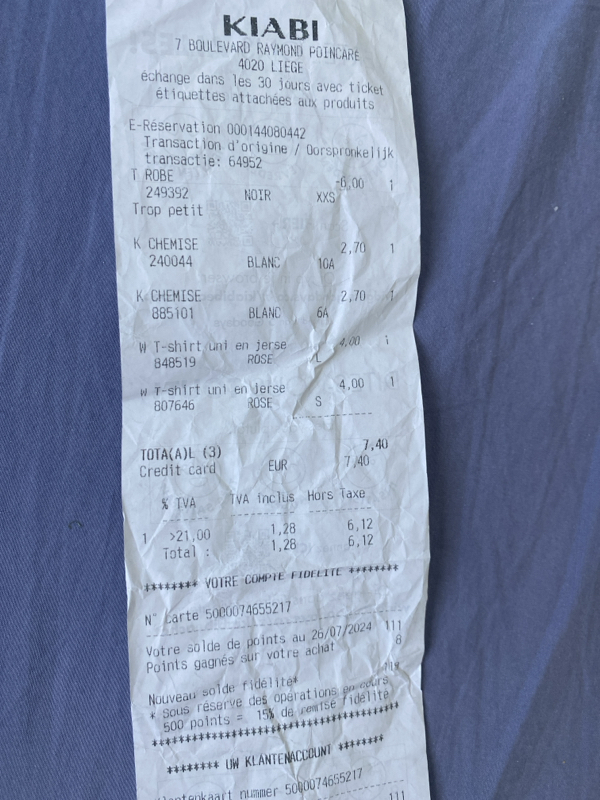 KIABI
7 BOULEVARD RAYMOND POINCARE
4020 LIEGE
échange dans les 30 jours avec ticket
étiquettes attachées aux produits
E-Réservation 000144080442
Transaction d'origine / Oorspronkelijk
transactie: 64952
T ROBE -6,00 1
249392 NOIR XXS
Trop petit
K CHEMISE 2,70 1
240044 BLANC 10A
K CHEMISE 2,70 1
885101 BLANC 6A
W T-shirt uni en jerse 4,00 1
848519 ROSE L
W T-shirt uni en jerse 4,00 1
807646 ROSE S
TOTA(A)L (3) 7,40
Credit card EUR 7,40
% TVA TVA inclus Hors Taxe
1 >21,00 1,28 6,12
Total : 1,28 6,12
******** VOTRE COMPTE FIDELITE ********
N° carte 5000074655217
Votre solde de points au 26/07/2024 111
Points gagnés sur votre achat 8
Nouveau solde fidélité* 119
* Sous réserve des opérations en cours
500 points = 15% de remise fidélité
******** UW KLANTENACCOUNT ********
Klantenkaart nummer 5000074655217
111